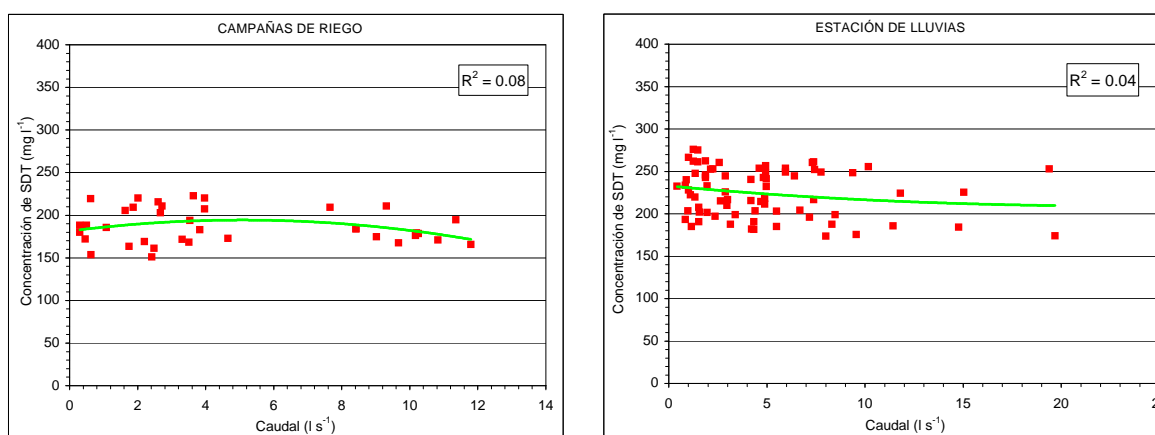 CAMPAÑAS DE RIEGO
R² = 0.08
Concentración de SDT (mg l⁻¹)
400
350
300
250
200
150
100
50
0
0 2 4 6 8 10 12 14
Caudal (l s⁻¹)
ESTACIÓN DE LLUVIAS
R² = 0.04
Concentración de SDT (mg l⁻¹)
400
350
300
250
200
150
100
50
0
0 5 10 15 20
Caudal (l s⁻¹)